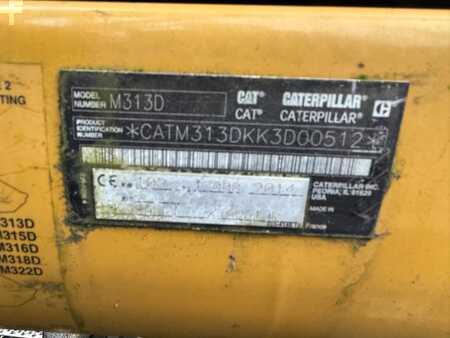 2
TING
MODEL NUMBER M313D
CAT® CATERPILLAR®
CAT® CATERPILLAR®
PRODUCT IDENTIFICATION NUMBER *CATM313DKK3D00512*
CE 2014
CATERPILLAR INC.
PEORIA, IL 61629
USA
MADE IN
France
313D
M315D
M316D
M318D
M322D